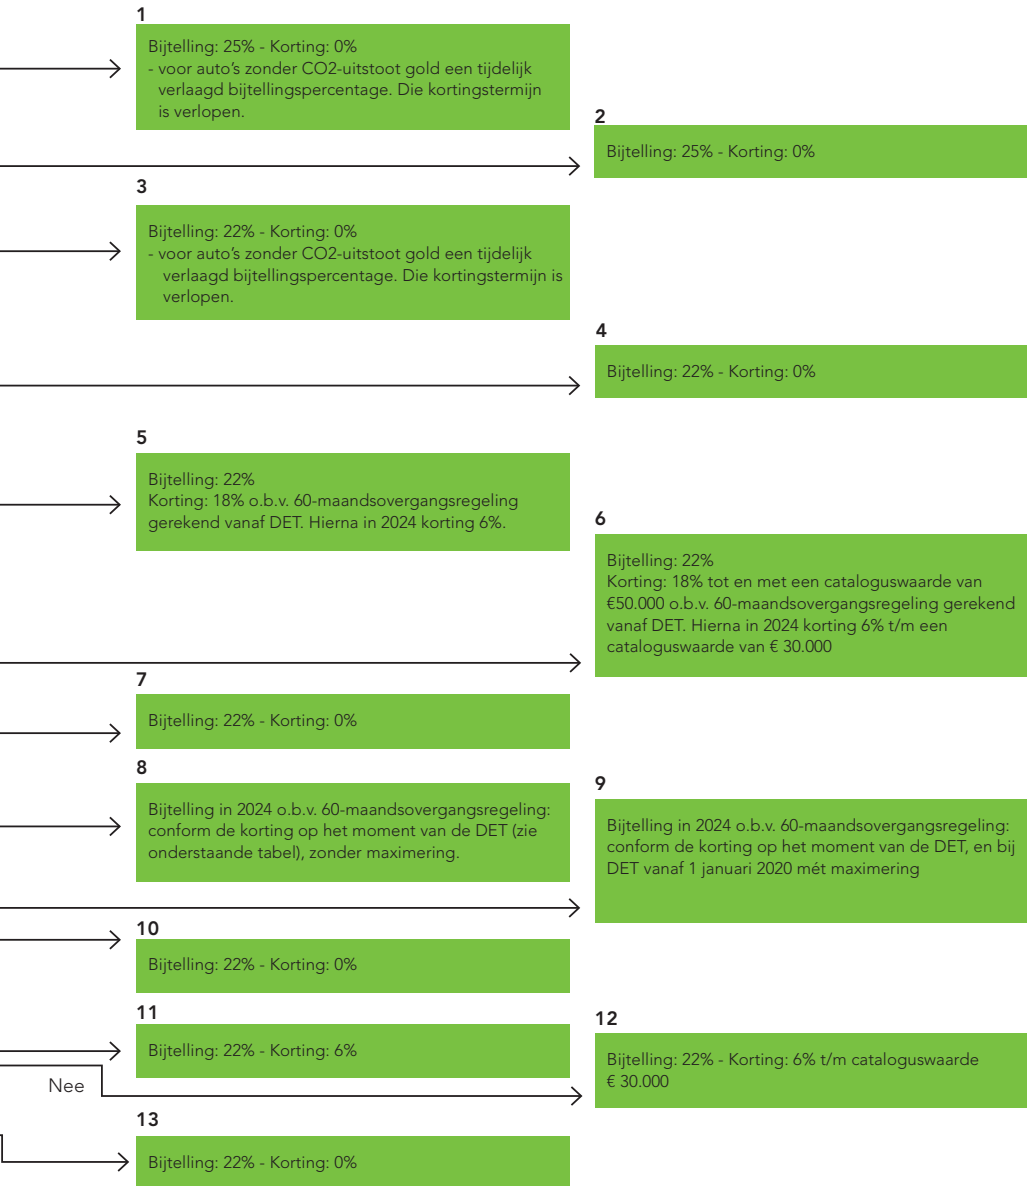 1
Bijtelling: 25% - Korting: 0%
- voor auto’s zonder CO2-uitstoot gold een tijdelijk
verlaagd bijtellingspercentage. Die kortingstermijn
is verlopen.
2
Bijtelling: 25% - Korting: 0%
3
Bijtelling: 22% - Korting: 0%
- voor auto’s zonder CO2-uitstoot gold een tijdelijk
verlaagd bijtellingspercentage. Die kortingstermijn is
verlopen.
4
Bijtelling: 22% - Korting: 0%
5
Bijtelling: 22%
Korting: 18% o.b.v. 60-maandsovergangsregeling
gerekend vanaf DET. Hierna in 2024 korting 6%.
6
Bijtelling: 22%
Korting: 18% tot en met een cataloguswaarde van
€50.000 o.b.v. 60-maandsovergangsregeling gerekend
vanaf DET. Hierna in 2024 korting 6% t/m een
cataloguswaarde van € 30.000
7
Bijtelling: 22% - Korting: 0%
8
Bijtelling in 2024 o.b.v. 60-maandsovergangsregeling:
conform de korting op het moment van de DET (zie
onderstaande tabel), zonder maximering.
9
Bijtelling in 2024 o.b.v. 60-maandsovergangsregeling:
conform de korting op het moment van de DET, en bij
DET vanaf 1 januari 2020 mét maximering
10
Bijtelling: 22% - Korting: 0%
11
Bijtelling: 22% - Korting: 6%
12
Bijtelling: 22% - Korting: 6% t/m cataloguswaarde
€ 30.000
Nee
13
Bijtelling: 22% - Korting: 0%